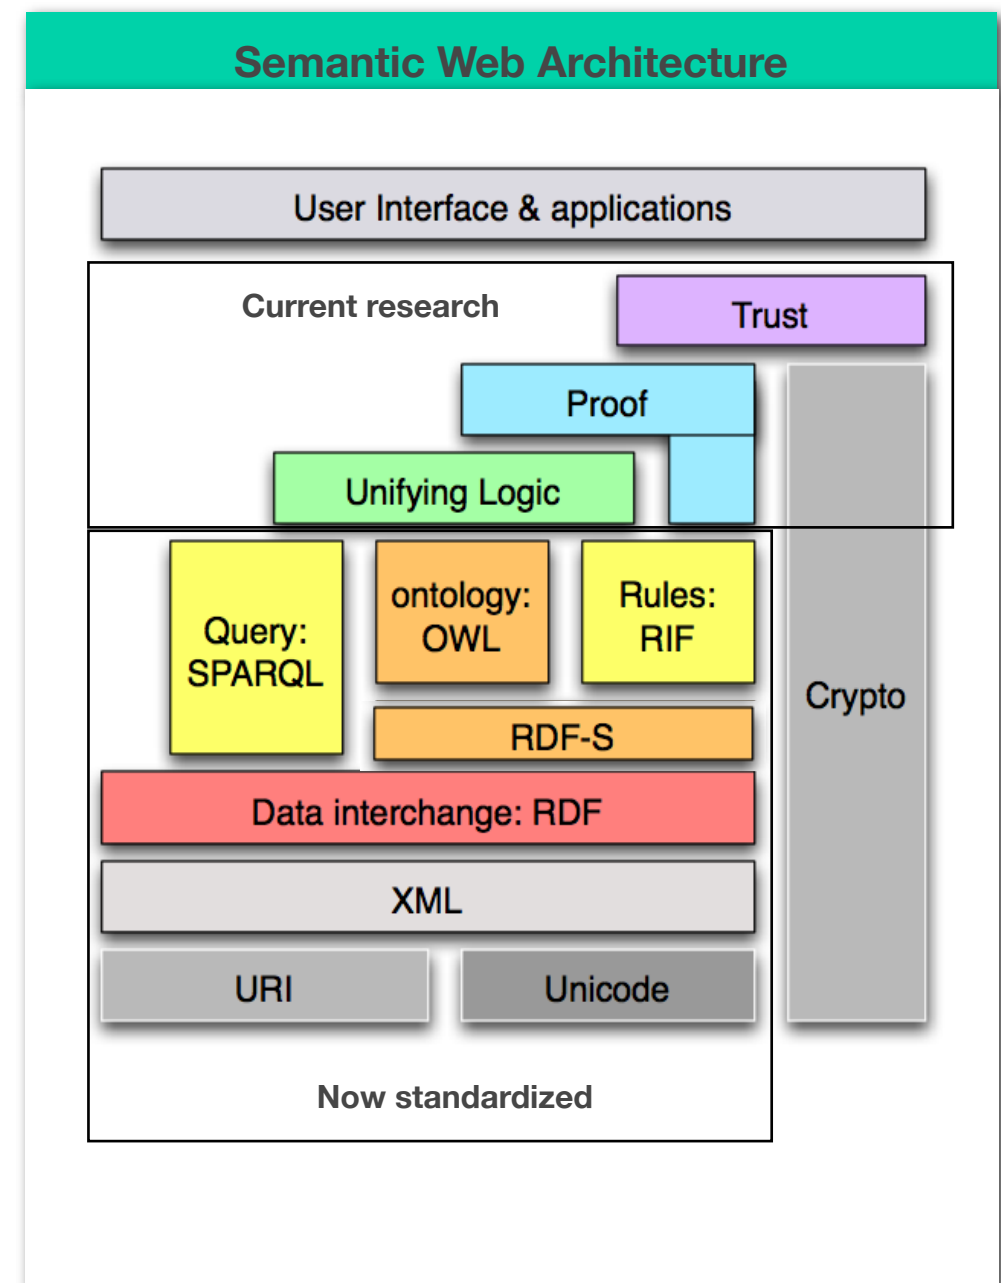 Semantic Web Architecture
User Interface & applications
Current research
Trust
Proof
Unifying Logic
Query:
SPARQL
ontology:
OWL
Rules:
RIF
Crypto
RDF-S
Data interchange: RDF
XML
URI
Unicode
Now standardized